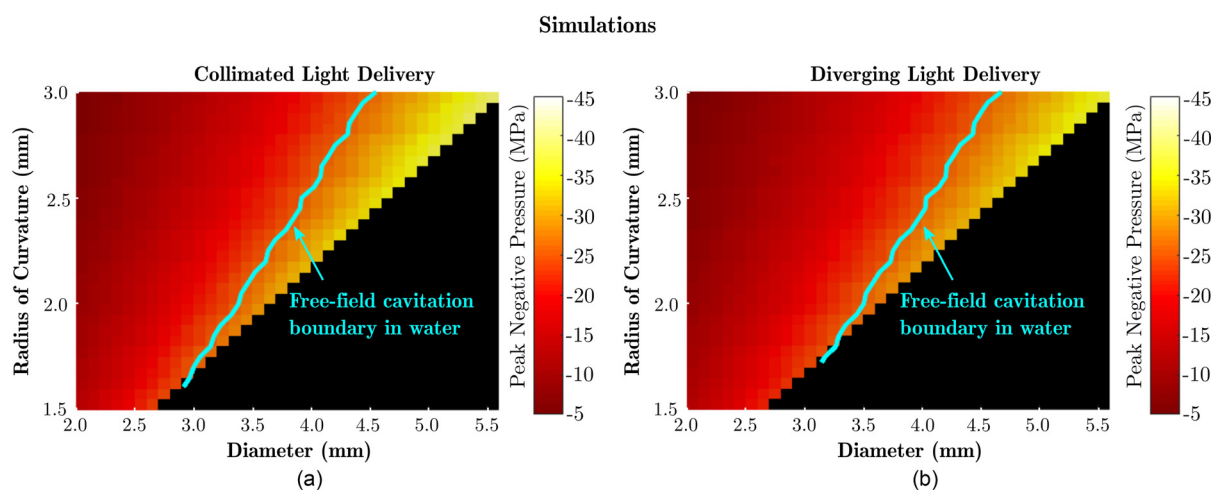 Simulations
Collimated Light Delivery
Radius of Curvature (mm)
3.0
2.5
2.0
1.5
2.0 2.5 3.0 3.5 4.0 4.5 5.0 5.5
Diameter (mm)
Free-field cavitation
boundary in water
Peak Negative Pressure (MPa)
-45
-40
-35
-30
-25
-20
-15
-10
-5
(a)
Diverging Light Delivery
Radius of Curvature (mm)
3.0
2.5
2.0
1.5
2.0 2.5 3.0 3.5 4.0 4.5 5.0 5.5
Diameter (mm)
Free-field cavitation
boundary in water
Peak Negative Pressure (MPa)
-45
-40
-35
-30
-25
-20
-15
-10
-5
(b)